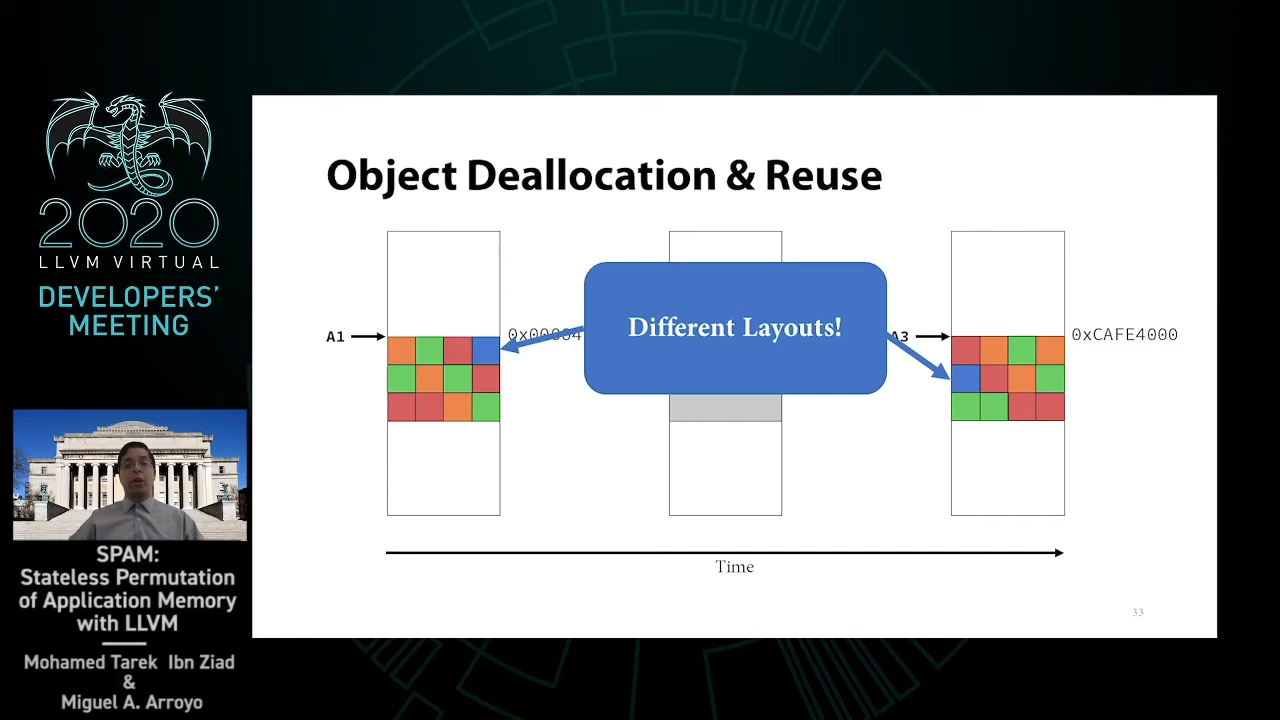 2020
LLVM VIRTUAL
DEVELOPERS'
MEETING
SPAM:
Stateless Permutation
of Application Memory
with LLVM
Mohamed Tarek Ibn Ziad
&
Miguel A. Arroyo
Object Deallocation & Reuse
A1
Different Layouts!
A3
0xCAFE4000
Time
33